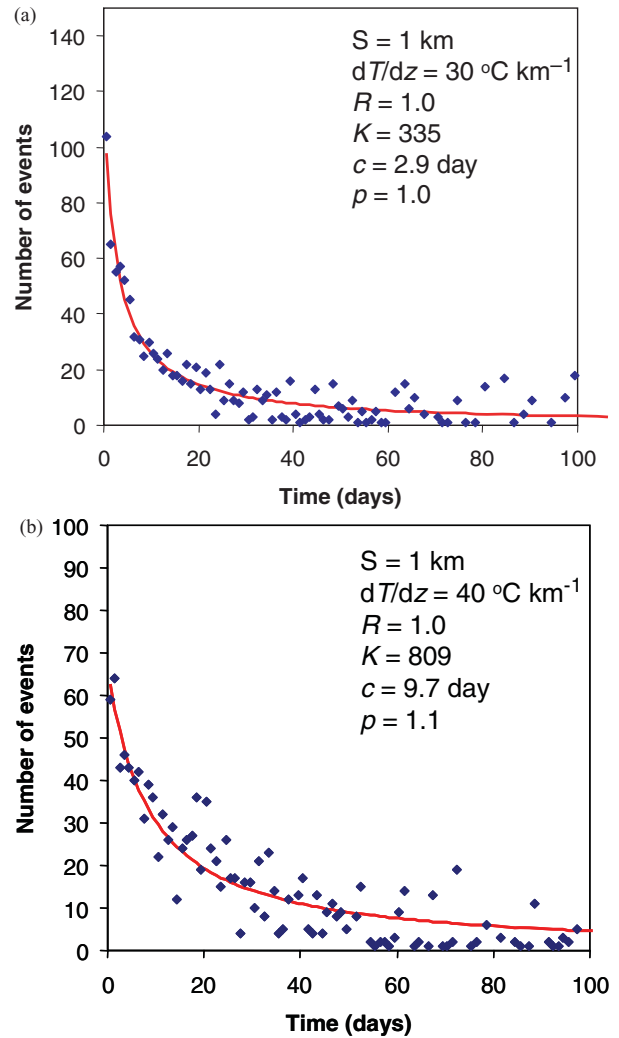 (a)
140
120
100
80
60
40
20
0
Number of events
S = 1 km
dT/dz = 30 °C km⁻¹
R = 1.0
K = 335
c = 2.9 day
p = 1.0
0 20 40 60 80 100
Time (days)
(b)
100
90
80
70
60
50
40
30
20
10
0
Number of events
S = 1 km
dT/dz = 40 °C km⁻¹
R = 1.0
K = 809
c = 9.7 day
p = 1.1
0 20 40 60 80 100
Time (days)